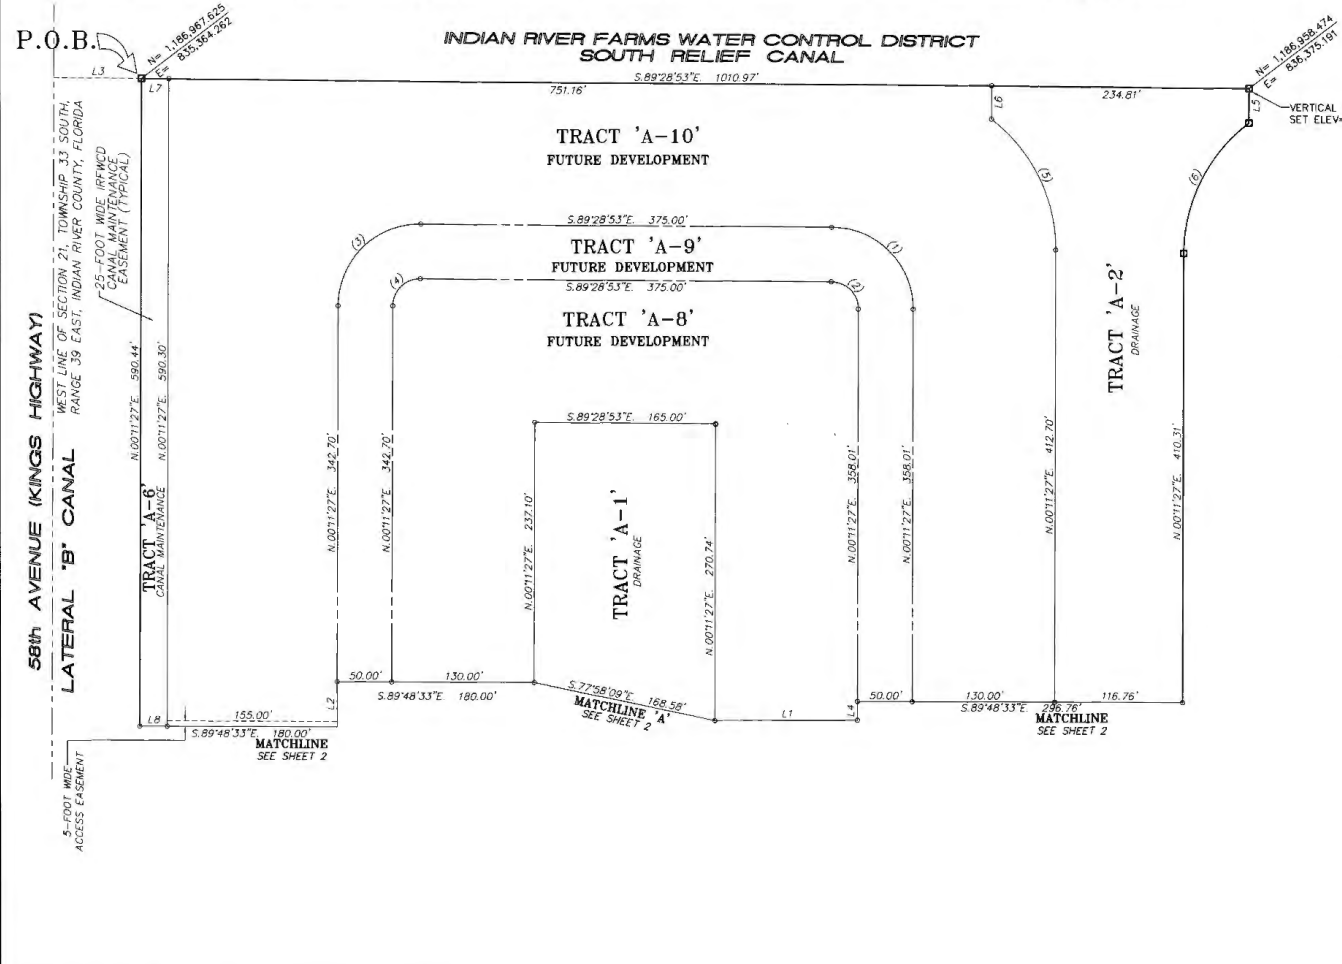 P.O.B.
N= 1,186,967.625
E= 835,364.262
INDIAN RIVER FARMS WATER CONTROL DISTRICT
SOUTH RELIEF CANAL
N= 1,186,958.474
E= 836,375.191
L3
L7
S.89°28'53"E. 1010.97'
751.16'
L6
234.81'
L5
VERTICAL
SET ELEV=
TRACT 'A-10'
FUTURE DEVELOPMENT
WEST LINE OF SECTION 21, TOWNSHIP 33 SOUTH,
RANGE 39 EAST, INDIAN RIVER COUNTY, FLORIDA
25-FOOT WIDE IRFWCD
CANAL MAINTENANCE
EASEMENT (TYPICAL)
(5)
(6)
S.89°28'53"E. 375.00'
(3)
(1)
TRACT 'A-9'
FUTURE DEVELOPMENT
S.89°28'53"E. 375.00'
(4)
(2)
TRACT 'A-8'
FUTURE DEVELOPMENT
TRACT 'A-2'
DRAINAGE
58th AVENUE (KINGS HIGHWAY)
LATERAL "B" CANAL
N.00°11'27"E. 590.44'
N.00°11'27"E. 590.30'
TRACT 'A-6'
CANAL MAINTENANCE
N.00°11'27"E. 342.70'
N.00°11'27"E. 342.70'
S.89°28'53"E. 165.00'
N.00°11'27"E. 237.10'
TRACT 'A-1'
DRAINAGE
N.00°11'27"E. 270.74'
N.00°11'27"E. 358.01'
N.00°11'27"E. 358.01'
N.00°11'27"E. 412.70'
N.00°11'27"E. 410.31'
50.00'
130.00'
S.89°48'33"E. 180.00'
L2
S.77°58'09"E. 168.58'
MATCHLINE 'A'
SEE SHEET 2
L1
L4
50.00'
130.00'
116.76'
S.89°48'33"E. 296.76'
MATCHLINE
SEE SHEET 2
L8
155.00'
S.89°48'33"E. 180.00'
MATCHLINE
SEE SHEET 2
5-FOOT WIDE
ACCESS EASEMENT